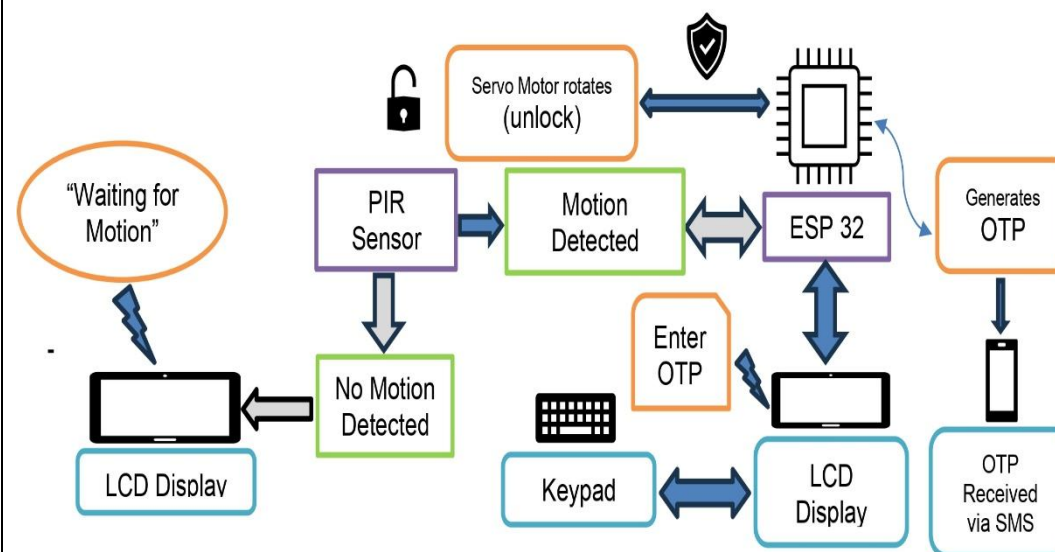 Servo Motor rotates
(unlock)
“Waiting for
Motion”
PIR
Sensor
Motion
Detected
ESP 32
Generates
OTP
Enter
OTP
-
No Motion
Detected
LCD Display
Keypad
LCD
Display
OTP
Received
via SMS